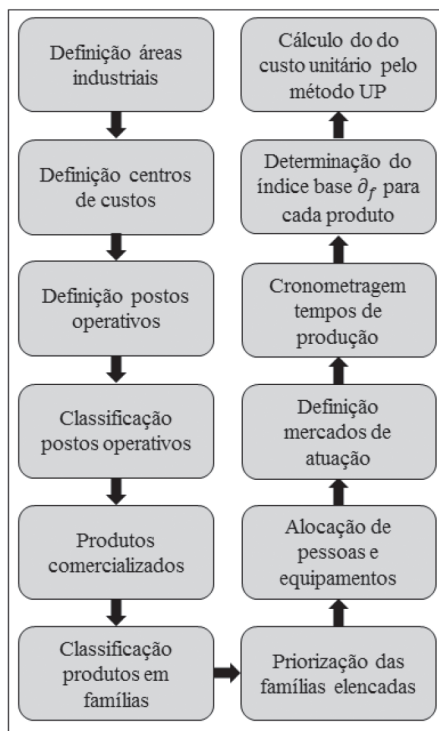 Definição áreas
industriais
Definição centros
de custos
Definição postos
operativos
Classificação
postos operativos
Produtos
comercializados
Classificação
produtos em
famílias
Priorização das
famílias elencadas
Alocação de
pessoas e
equipamentos
Definição
mercados de
atuação
Cronometragem
tempos de
produção
Determinação do
índice base ∂f para
cada produto
Cálculo do do
custo unitário pelo
método UP